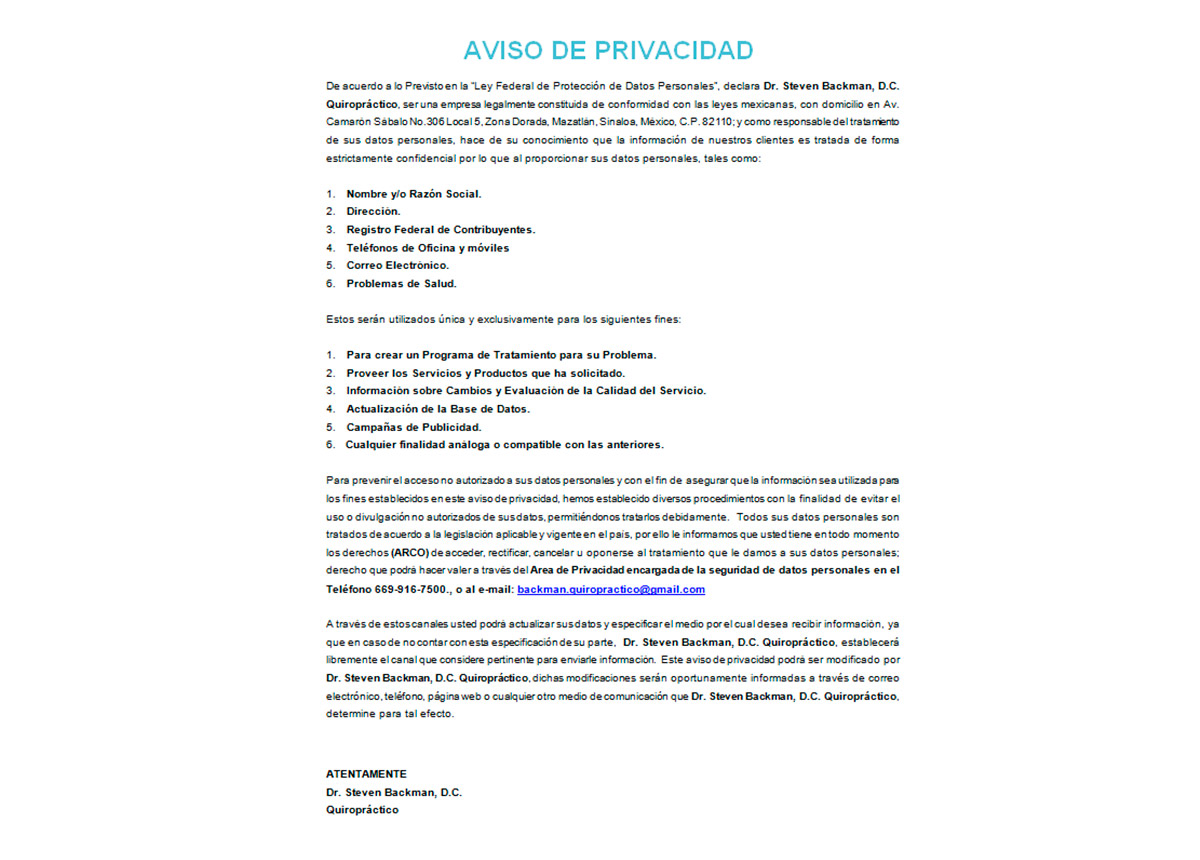 AVISO DE PRIVACIDAD
De acuerdo a lo Previsto en la “Ley Federal de Protección de Datos Personales”, declara Dr. Steven Backman, D.C.
Quiropráctico, ser una empresa legalmente constituida de conformidad con las leyes mexicanas, con domicilio en Av.
Camarón Sábalo No.306 Local 5, Zona Dorada, Mazatlán, Sinaloa, México, C.P. 82110; y como responsable del tratamiento
de sus datos personales, hace de su conocimiento que la información de nuestros clientes es tratada de forma
estrictamente confidencial por lo que al proporcionar sus datos personales, tales como:
1. Nombre y/o Razón Social.
2. Dirección.
3. Registro Federal de Contribuyentes.
4. Teléfonos de Oficina y móviles
5. Correo Electrónico.
6. Problemas de Salud.
Estos serán utilizados única y exclusivamente para los siguientes fines:
1. Para crear un Programa de Tratamiento para su Problema.
2. Proveer los Servicios y Productos que ha solicitado.
3. Información sobre Cambios y Evaluación de la Calidad del Servicio.
4. Actualización de la Base de Datos.
5. Campañas de Publicidad.
6. Cualquier finalidad análoga o compatible con las anteriores.
Para prevenir el acceso no autorizado a sus datos personales y con el fin de asegurar que la información sea utilizada para
los fines establecidos en este aviso de privacidad, hemos establecido diversos procedimientos con la finalidad de evitar el
uso o divulgación no autorizados de sus datos, permitiéndonos tratarlos debidamente. Todos sus datos personales son
tratados de acuerdo a la legislación aplicable y vigente en el país, por ello le informamos que usted tiene en todo momento
los derechos (ARCO) de acceder, rectificar, cancelar u oponerse al tratamiento que le damos a sus datos personales;
derecho que podrá hacer valer a través del Area de Privacidad encargada de la seguridad de datos personales en el
Teléfono 669-916-7500., o al e-mail: backman.quiropractico@gmail.com
A través de estos canales usted podrá actualizar sus datos y especificar el medio por el cual desea recibir información, ya
que en caso de no contar con esta especificación de su parte, Dr. Steven Backman, D.C. Quiropráctico, establecerá
libremente el canal que considere pertinente para enviarle información. Este aviso de privacidad podrá ser modificado por
Dr. Steven Backman, D.C. Quiropráctico, dichas modificaciones serán oportunamente informadas a través de correo
electrónico, teléfono, página web o cualquier otro medio de comunicación que Dr. Steven Backman, D.C. Quiropráctico,
determine para tal efecto.
ATENTAMENTE
Dr. Steven Backman, D.C.
Quiropráctico